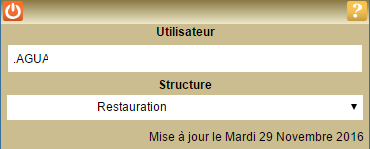 ?
Utilisateur
.AGUA
Structure
Restauration
Mise à jour le Mardi 29 Novembre 2016